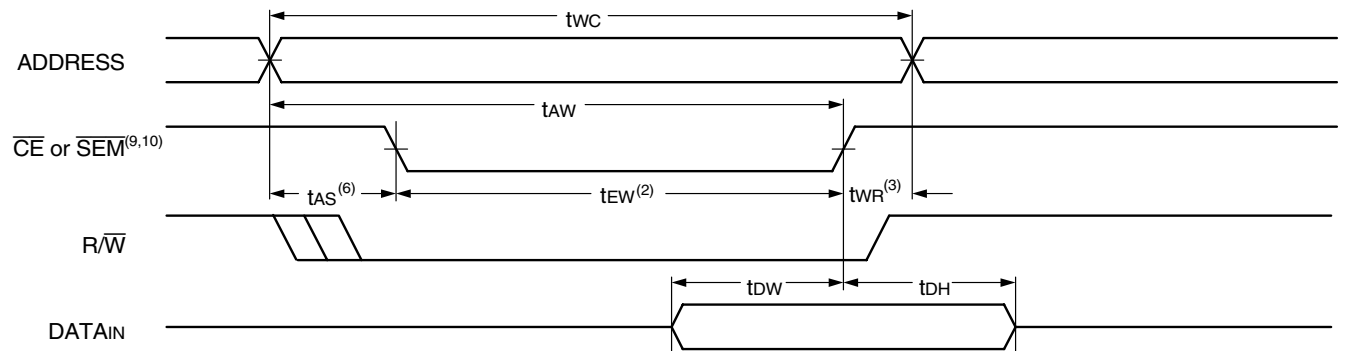 tWC
ADDRESS
tAW
CE or SEM(9,10)
tAS(6)
tEW(2)
tWR(3)
R/W
tDW
tDH
DATAIN